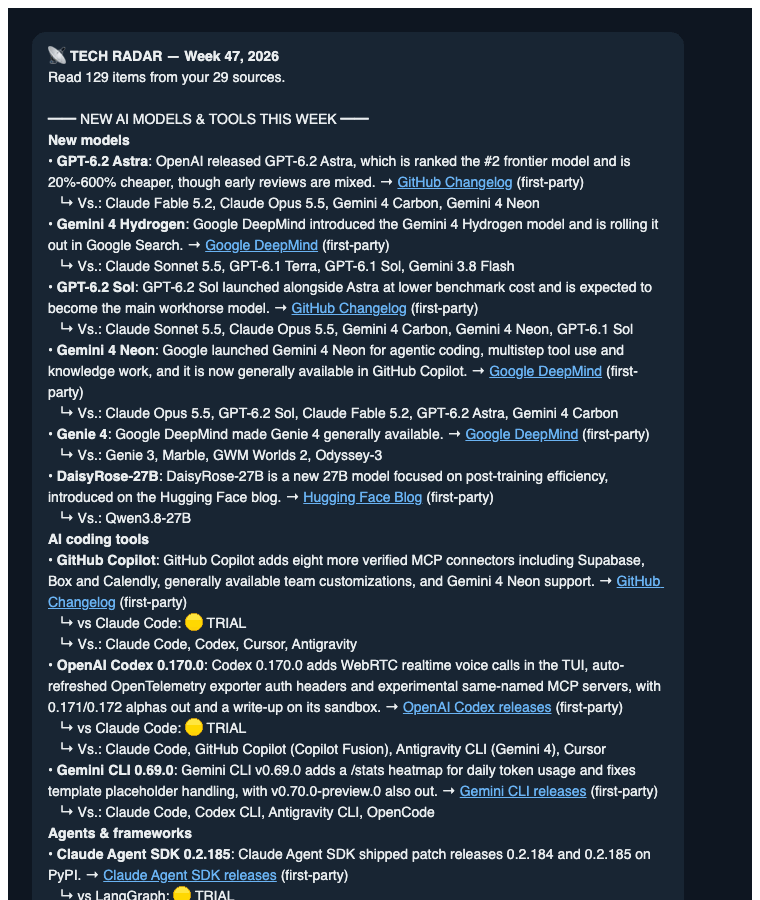 📡 TECH RADAR — Week 47, 2026
Read 129 items from your 29 sources.
—— NEW AI MODELS & TOOLS THIS WEEK ——
New models
• GPT-6.2 Astra: OpenAI released GPT-6.2 Astra, which is ranked the #2 frontier model and is
20%-600% cheaper, though early reviews are mixed. → GitHub Changelog (first-party)
↳ Vs.: Claude Fable 5.2, Claude Opus 5.5, Gemini 4 Carbon, Gemini 4 Neon
• Gemini 4 Hydrogen: Google DeepMind introduced the Gemini 4 Hydrogen model and is rolling it
out in Google Search. → Google DeepMind (first-party)
↳ Vs.: Claude Sonnet 5.5, GPT-6.1 Terra, GPT-6.1 Sol, Gemini 3.8 Flash
• GPT-6.2 Sol: GPT-6.2 Sol launched alongside Astra at lower benchmark cost and is expected to
become the main workhorse model. → GitHub Changelog (first-party)
↳ Vs.: Claude Sonnet 5.5, Claude Opus 5.5, Gemini 4 Carbon, Gemini 4 Neon, GPT-6.1 Sol
• Gemini 4 Neon: Google launched Gemini 4 Neon for agentic coding, multistep tool use and
knowledge work, and it is now generally available in GitHub Copilot. → Google DeepMind (first-
party)
↳ Vs.: Claude Opus 5.5, GPT-6.2 Sol, Claude Fable 5.2, GPT-6.2 Astra, Gemini 4 Carbon
• Genie 4: Google DeepMind made Genie 4 generally available. → Google DeepMind (first-party)
↳ Vs.: Genie 3, Marble, GWM Worlds 2, Odyssey-3
• DaisyRose-27B: DaisyRose-27B is a new 27B model focused on post-training efficiency,
introduced on the Hugging Face blog. → Hugging Face Blog (first-party)
↳ Vs.: Qwen3.8-27B
AI coding tools
• GitHub Copilot: GitHub Copilot adds eight more verified MCP connectors including Supabase,
Box and Calendly, generally available team customizations, and Gemini 4 Neon support. → GitHub
Changelog (first-party)
↳ vs Claude Code: 🟡 TRIAL
↳ Vs.: Claude Code, Codex, Cursor, Antigravity
• OpenAI Codex 0.170.0: Codex 0.170.0 adds WebRTC realtime voice calls in the TUI, auto-
refreshed OpenTelemetry exporter auth headers and experimental same-named MCP servers, with
0.171/0.172 alphas out and a write-up on its sandbox. → OpenAI Codex releases (first-party)
↳ vs Claude Code: 🟡 TRIAL
↳ Vs.: Claude Code, GitHub Copilot (Copilot Fusion), Antigravity CLI (Gemini 4), Cursor
• Gemini CLI 0.69.0: Gemini CLI v0.69.0 adds a /stats heatmap for daily token usage and fixes
template placeholder handling, with v0.70.0-preview.0 also out. → Gemini CLI releases (first-party)
↳ Vs.: Claude Code, Codex CLI, Antigravity CLI, OpenCode
Agents & frameworks
• Claude Agent SDK 0.2.185: Claude Agent SDK shipped patch releases 0.2.184 and 0.2.185 on
PyPI. → Claude Agent SDK releases (first-party)
↳ vs LangGraph: 🟡 TRIAL